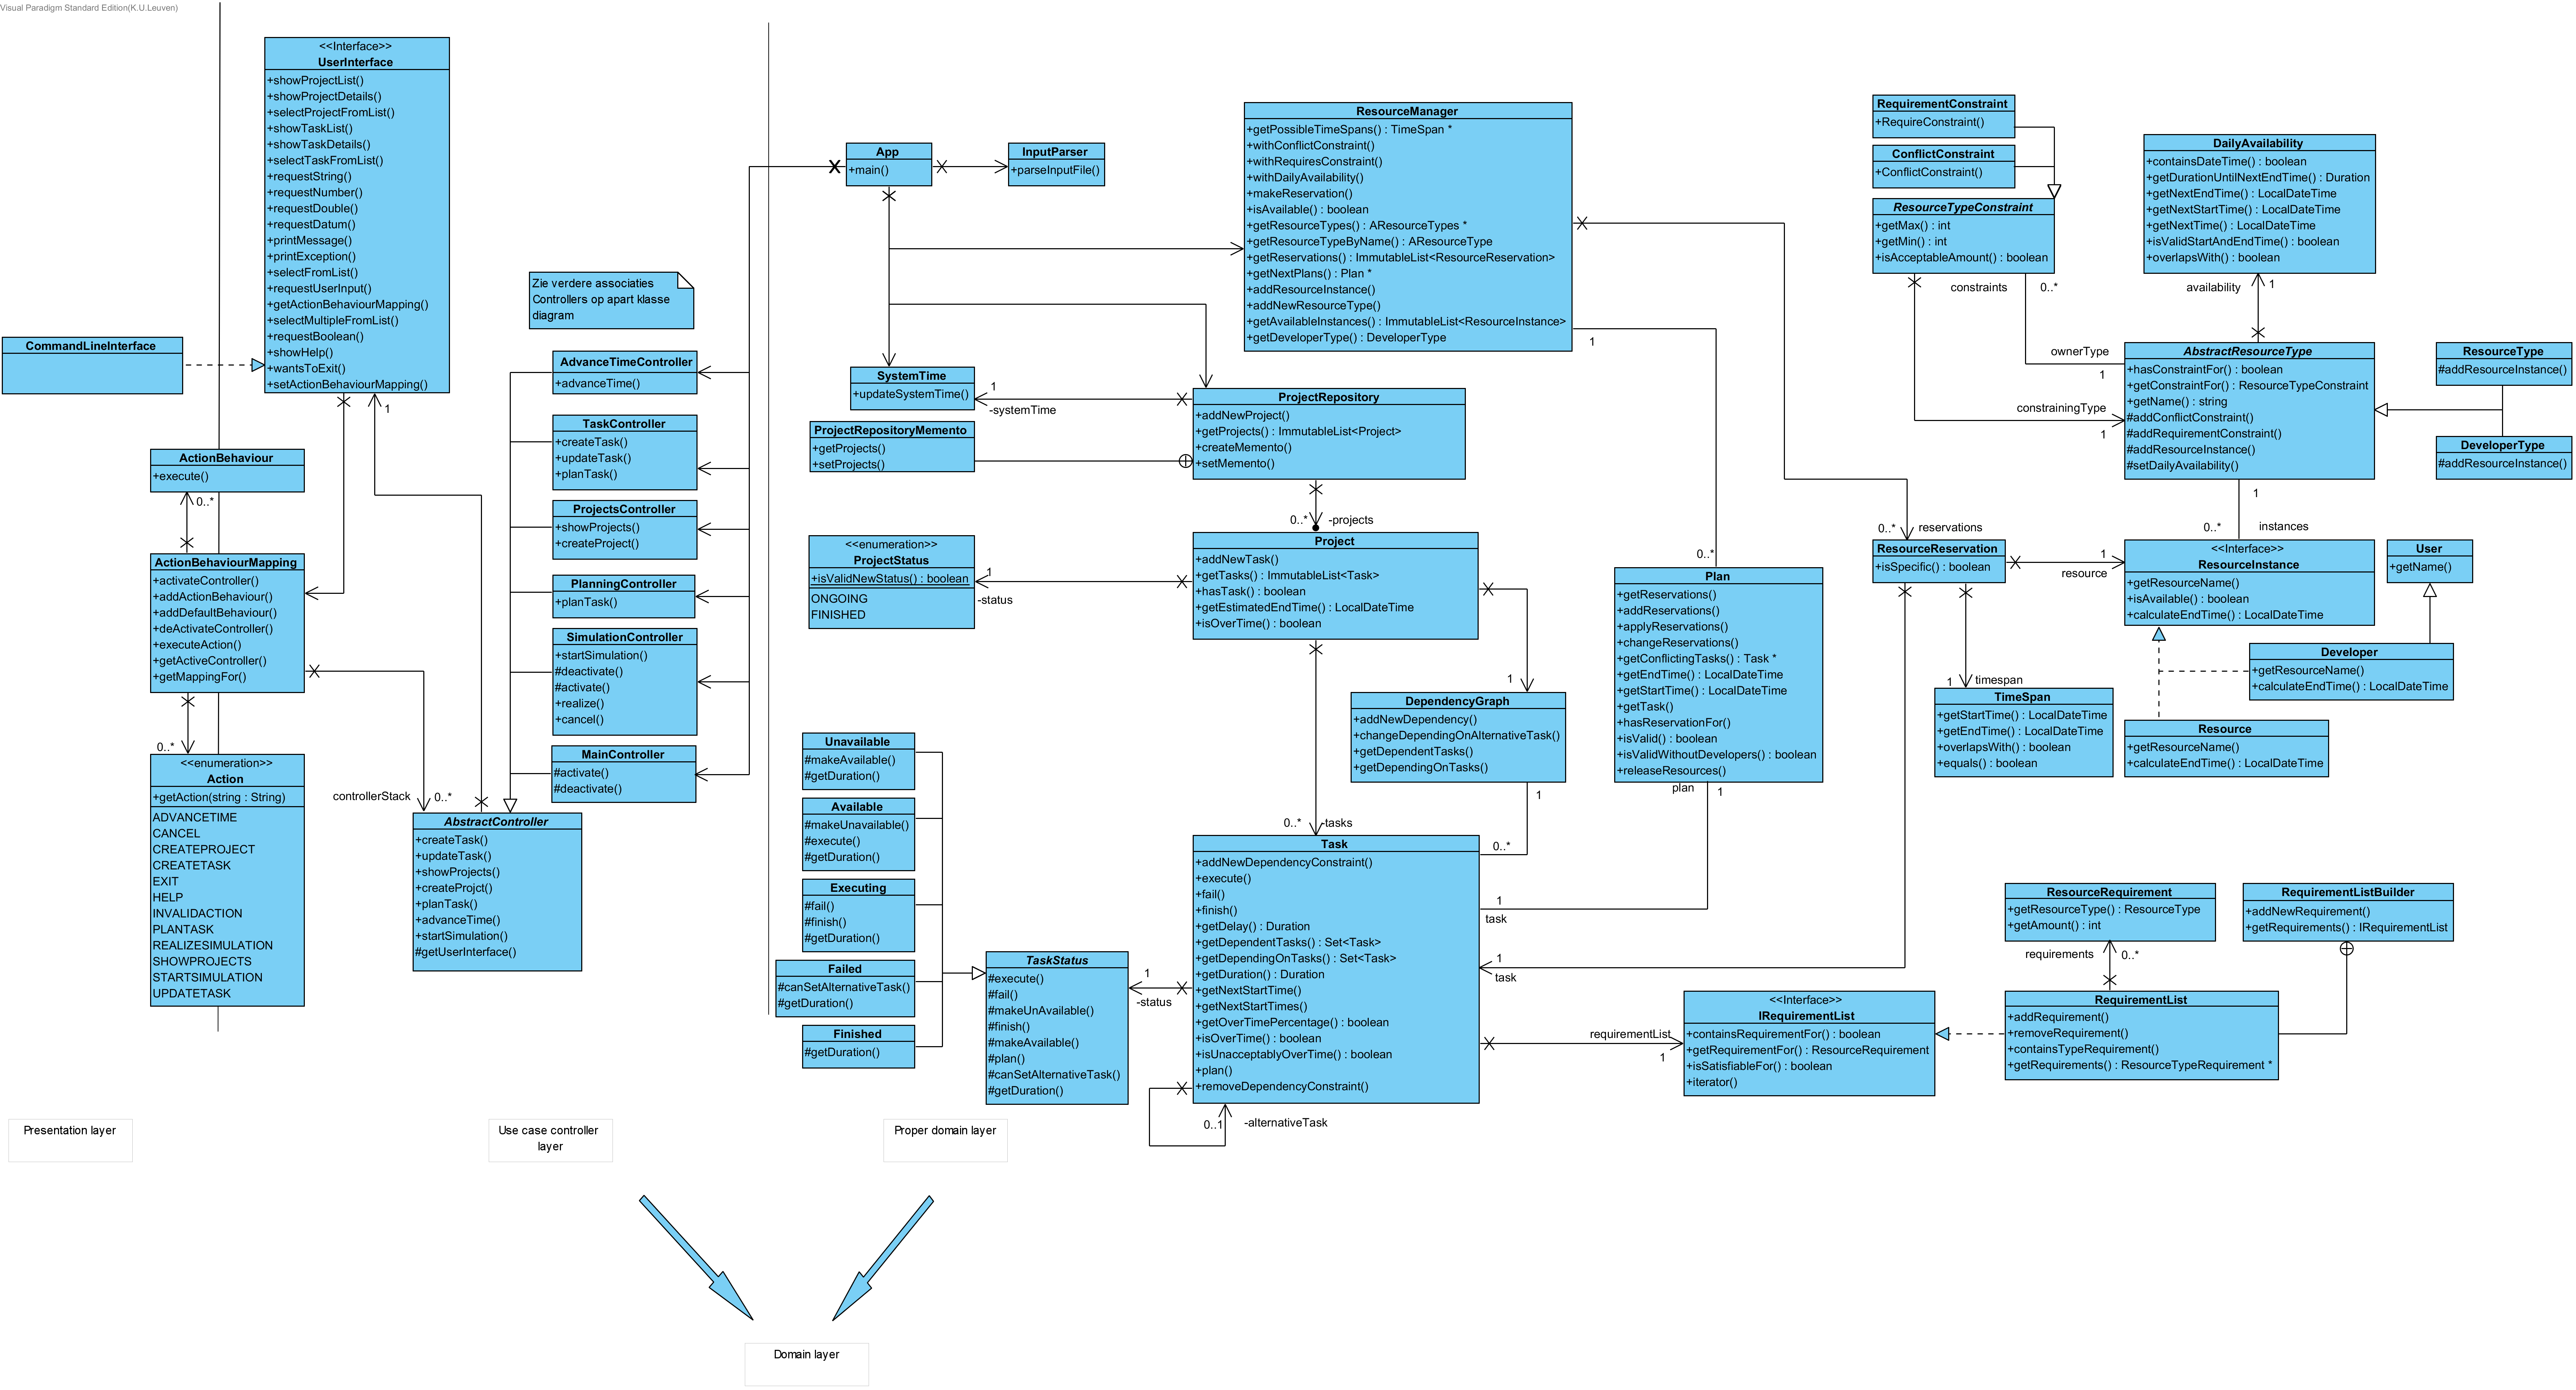 Visual Paradigm Standard Edition(K.U.Leuven)
<<Interface>>
UserInterface
+showProjectList()
+showProjectDetails()
+selectProjectFromList()
+showTaskList()
+showTaskDetails()
+selectTaskFromList()
+requestString()
+requestNumber()
+requestDouble()
+requestDatum()
+printMessage()
+printException()
+selectFromList()
+requestUserInput()
+getActionBehaviourMapping()
+selectMultipleFromList()
+requestBoolean()
+showHelp()
+wantsToExit()
+setActionBehaviourMapping()
CommandLineInterface
1
ActionBehaviour
+execute()
0..*
ActionBehaviourMapping
+activateController()
+addActionBehaviour()
+addDefaultBehaviour()
+deActivateController()
+executeAction()
+getActiveController()
+getMappingFor()
0..*
<<enumeration>>
Action
+getAction(string : String)
ADVANCETIME
CANCEL
CREATEPROJECT
CREATETASK
EXIT
HELP
INVALIDACTION
PLANTASK
REALIZESIMULATION
SHOWPROJECTS
STARTSIMULATION
UPDATETASK
controllerStack
0..*
AbstractController
+createTask()
+updateTask()
+showProjects()
+createProjct()
+planTask()
+advanceTime()
+startSimulation()
#getUserInterface()
Zie verdere associaties
Controllers op apart klasse
diagram
AdvanceTimeController
+advanceTime()
TaskController
+createTask()
+updateTask()
+planTask()
ProjectsController
+showProjects()
+createProject()
PlanningController
+planTask()
SimulationController
+startSimulation()
#deactivate()
#activate()
+realize()
+cancel()
MainController
#activate()
#deactivate()
App
+main()
InputParser
+parseInputFile()
SystemTime
+updateSystemTime()
1
-systemTime
ProjectRepositoryMemento
+getProjects()
+setProjects()
ProjectRepository
+addNewProject()
+getProjects() : ImmutableList<Project>
+createMemento()
+setMemento()
0..*
-projects
<<enumeration>>
ProjectStatus
+isValidNewStatus() : boolean
ONGOING
FINISHED
1
-status
Project
+addNewTask()
+getTasks() : ImmutableList<Task>
+hasTask() : boolean
+getEstimatedEndTime() : LocalDateTime
+isOverTime() : boolean
1
DependencyGraph
+addNewDependency()
+changeDependingOnAlternativeTask()
+getDependentTasks()
+getDependingOnTasks()
1
0..*
0..*
-tasks
Unavailable
#makeAvailable()
#getDuration()
Available
#makeUnavailable()
#execute()
#getDuration()
Executing
#fail()
#finish()
#getDuration()
Failed
#canSetAlternativeTask()
#getDuration()
Finished
#getDuration()
TaskStatus
#execute()
#fail()
#makeUnAvailable()
#finish()
#makeAvailable()
#plan()
#canSetAlternativeTask()
#getDuration()
1
-status
Task
+addNewDependencyConstraint()
+execute()
+fail()
+finish()
+getDelay() : Duration
+getDependentTasks() : Set<Task>
+getDependingOnTasks() : Set<Task>
+getDuration() : Duration
+getNextStartTime()
+getNextStartTimes()
+getOverTimePercentage() : boolean
+isOverTime() : boolean
+isUnacceptablyOverTime() : boolean
+plan()
+removeDependencyConstraint()
0..1
-alternativeTask
ResourceManager
+getPossibleTimeSpans() : TimeSpan *
+withConflictConstraint()
+withRequiresConstraint()
+withDailyAvailability()
+makeReservation()
+isAvailable() : boolean
+getResourceTypes() : AResourceTypes *
+getResourceTypeByName() : AResourceType
+getReservations() : ImmutableList<ResourceReservation>
+getNextPlans() : Plan *
+addResourceInstance()
+addNewResourceType()
+getAvailableInstances() : ImmutableList<ResourceInstance>
+getDeveloperType() : DeveloperType
1
0..*
Plan
+getReservations()
+addReservations()
+applyReservations()
+changeReservations()
+getConflictingTasks() : Task *
+getEndTime() : LocalDateTime
+getStartTime() : LocalDateTime
+getTask()
+hasReservationFor()
+isValid() : boolean
+isValidWithoutDevelopers() : boolean
+releaseResources()
plan
1
1
task
1
task
requirementList
1
RequirementConstraint
+RequireConstraint()
ConflictConstraint
+ConflictConstraint()
ResourceTypeConstraint
+getMax() : int
+getMin() : int
+isAcceptableAmount() : boolean
constraints
0..*
ownerType
1
constrainingType
1
DailyAvailability
+containsDateTime() : boolean
+getDurationUntilNextEndTime() : Duration
+getNextEndTime() : LocalDateTime
+getNextStartTime() : LocalDateTime
+getNextTime() : LocalDateTime
+isValidStartAndEndTime() : boolean
+overlapsWith() : boolean
availability
1
AbstractResourceType
+hasConstraintFor() : boolean
+getConstraintFor() : ResourceTypeConstraint
+getName() : string
#addConflictConstraint()
#addRequirementConstraint()
#addResourceInstance()
#setDailyAvailability()
ResourceType
#addResourceInstance()
DeveloperType
#addResourceInstance()
1
0..*
instances
0..*
reservations
ResourceReservation
+isSpecific() : boolean
1
resource
<<Interface>>
ResourceInstance
+getResourceName()
+isAvailable() : boolean
+calculateEndTime() : LocalDateTime
User
+getName()
Developer
+getResourceName()
+calculateEndTime() : LocalDateTime
Resource
+getResourceName()
+calculateEndTime() : LocalDateTime
1
timespan
TimeSpan
+getStartTime() : LocalDateTime
+getEndTime() : LocalDateTime
+overlapsWith() : boolean
+equals() : boolean
ResourceRequirement
+getResourceType() : ResourceType
+getAmount() : int
requirements
0..*
RequirementListBuilder
+addNewRequirement()
+getRequirements() : IRequirementList
<<Interface>>
IRequirementList
+containsRequirementFor() : boolean
+getRequirementFor() : ResourceRequirement
+isSatisfiableFor() : boolean
+iterator()
RequirementList
+addRequirement()
+removeRequirement()
+containsTypeRequirement()
+getRequirements() : ResourceTypeRequirement *
Presentation layer
Use case controller
layer
Proper domain layer
Domain layer